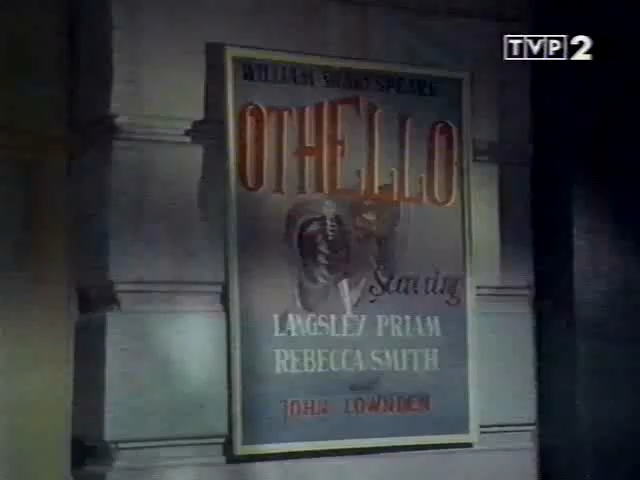 TVP2
WILLIAM SHAKESPEARE
OTHELLO
Starring
LANGSLEY PRIAM
REBECCA SMITH
and
JOHN LOWNDEN